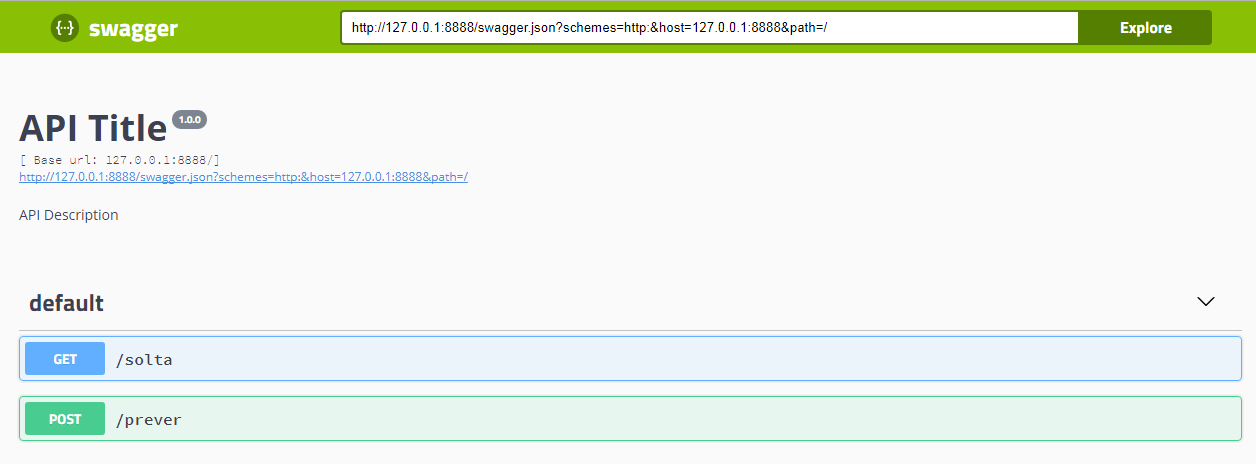 {··} swagger
http://127.0.0.1:8888/swagger.json?schemes=http:&host=127.0.0.1:8888&path=/
Explore
API Title 1.0.0
[ Base url: 127.0.0.1:8888/]
http://127.0.0.1:8888/swagger.json?schemes=http:&host=127.0.0.1:8888&path=/
API Description
default
GET /solta
POST /prever